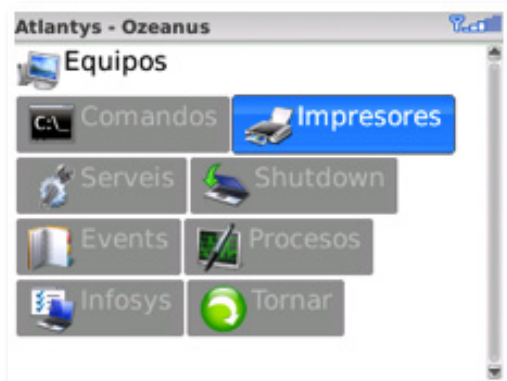 Atlantys - Ozeanus
Equipos
C:\_ Comandos Impresores
Serveis Shutdown
Events Procesos
Infosys Tornar